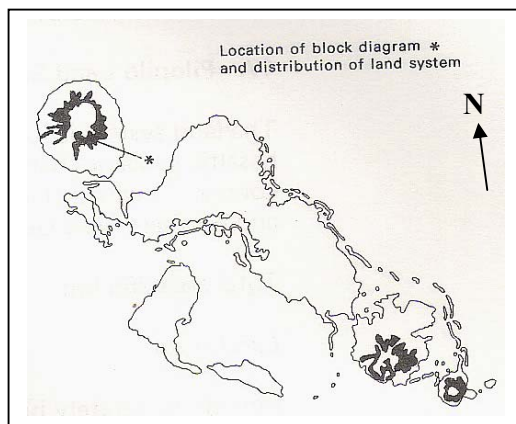 Location of block diagram *
and distribution of land system
N
*